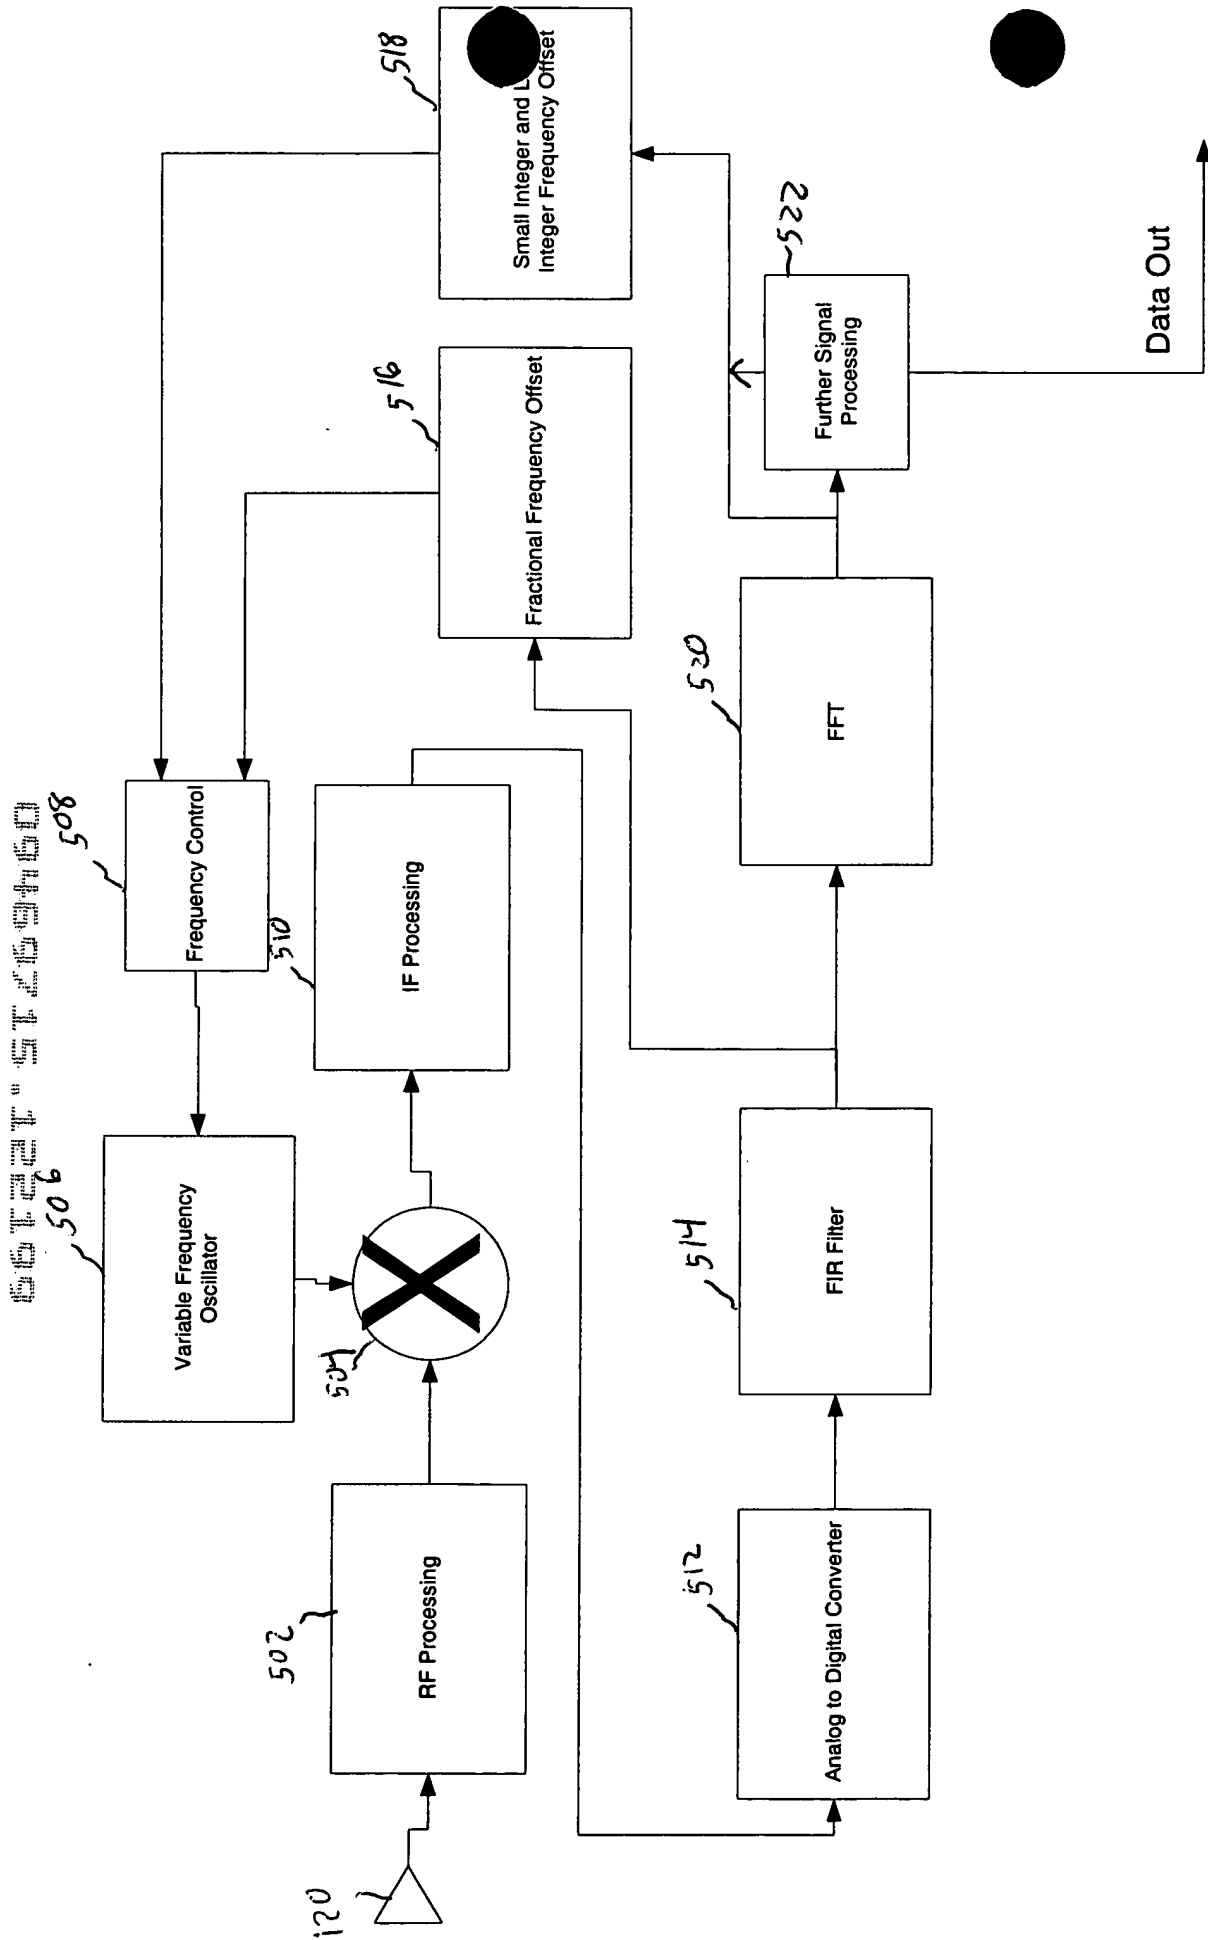 09469715.122199
508
506
Frequency Control
Variable Frequency
Oscillator
518
Small Integer and L
Integer Frequency Offset
516
Fractional Frequency Offset
510
IF Processing
504
502
RF Processing
120
522
Further Signal
Processing
520
FFT
514
FIR Filter
512
Analog to Digital Converter
Data Out